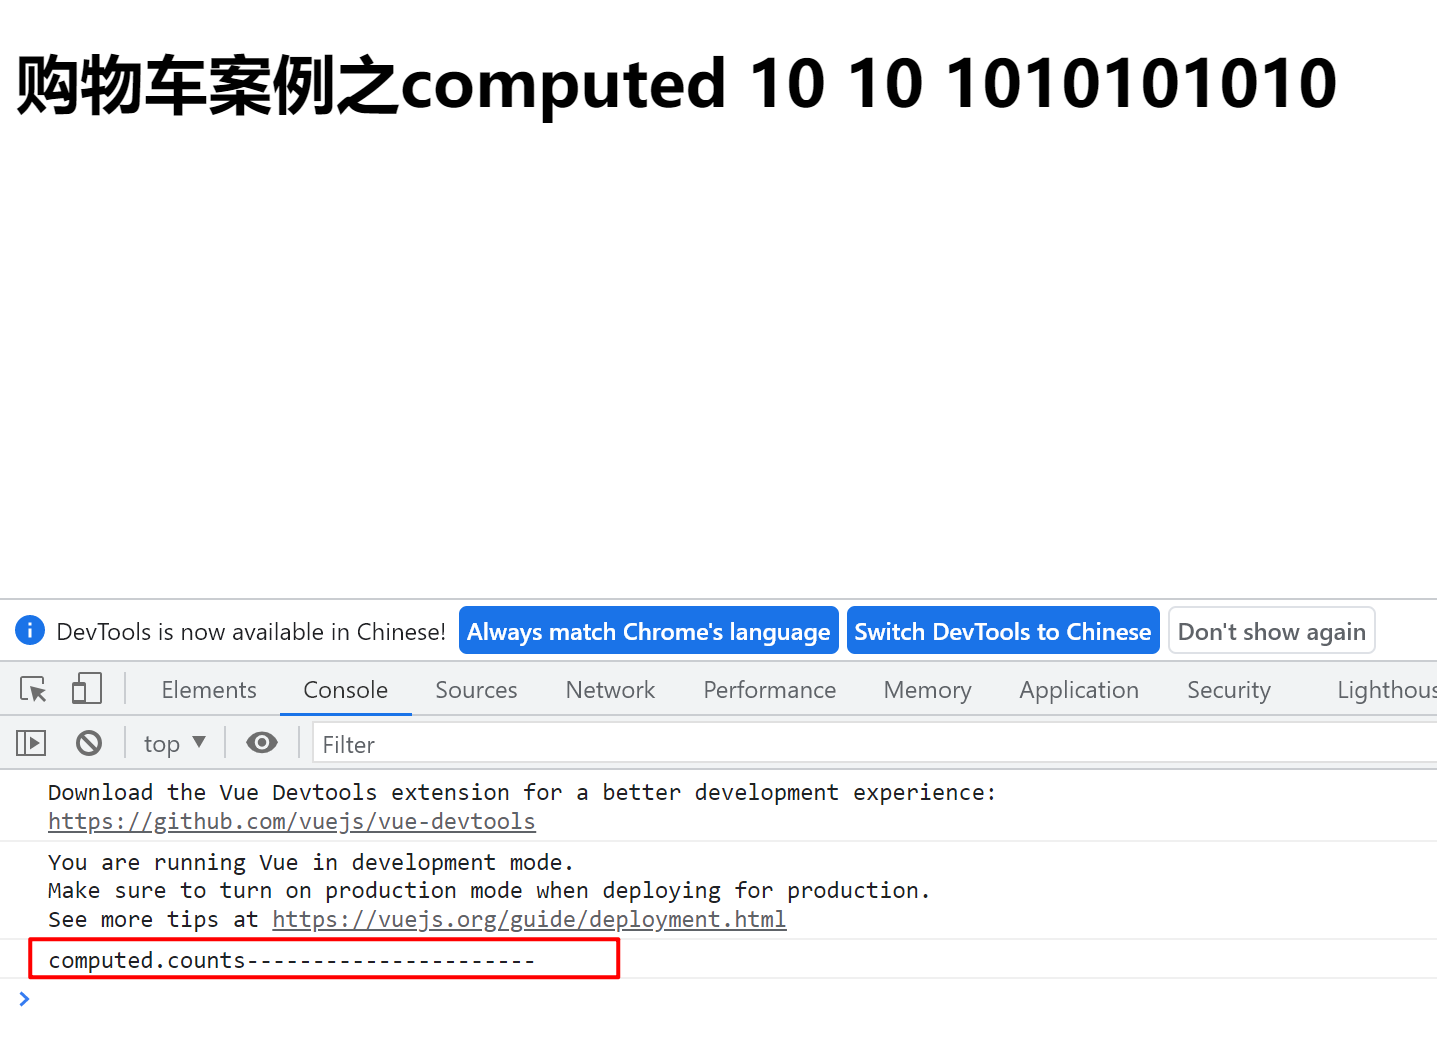 购物车案例之computed 10 10 1010101010
DevTools is now available in Chinese! Always match Chrome's language Switch DevTools to Chinese Don't show again
Elements Console Sources Network Performance Memory Application Security Lighthous
top Filter
Download the Vue Devtools extension for a better development experience:
https://github.com/vuejs/vue-devtools
You are running Vue in development mode.
Make sure to turn on production mode when deploying for production.
See more tips at https://vuejs.org/guide/deployment.html
computed.counts----------------------